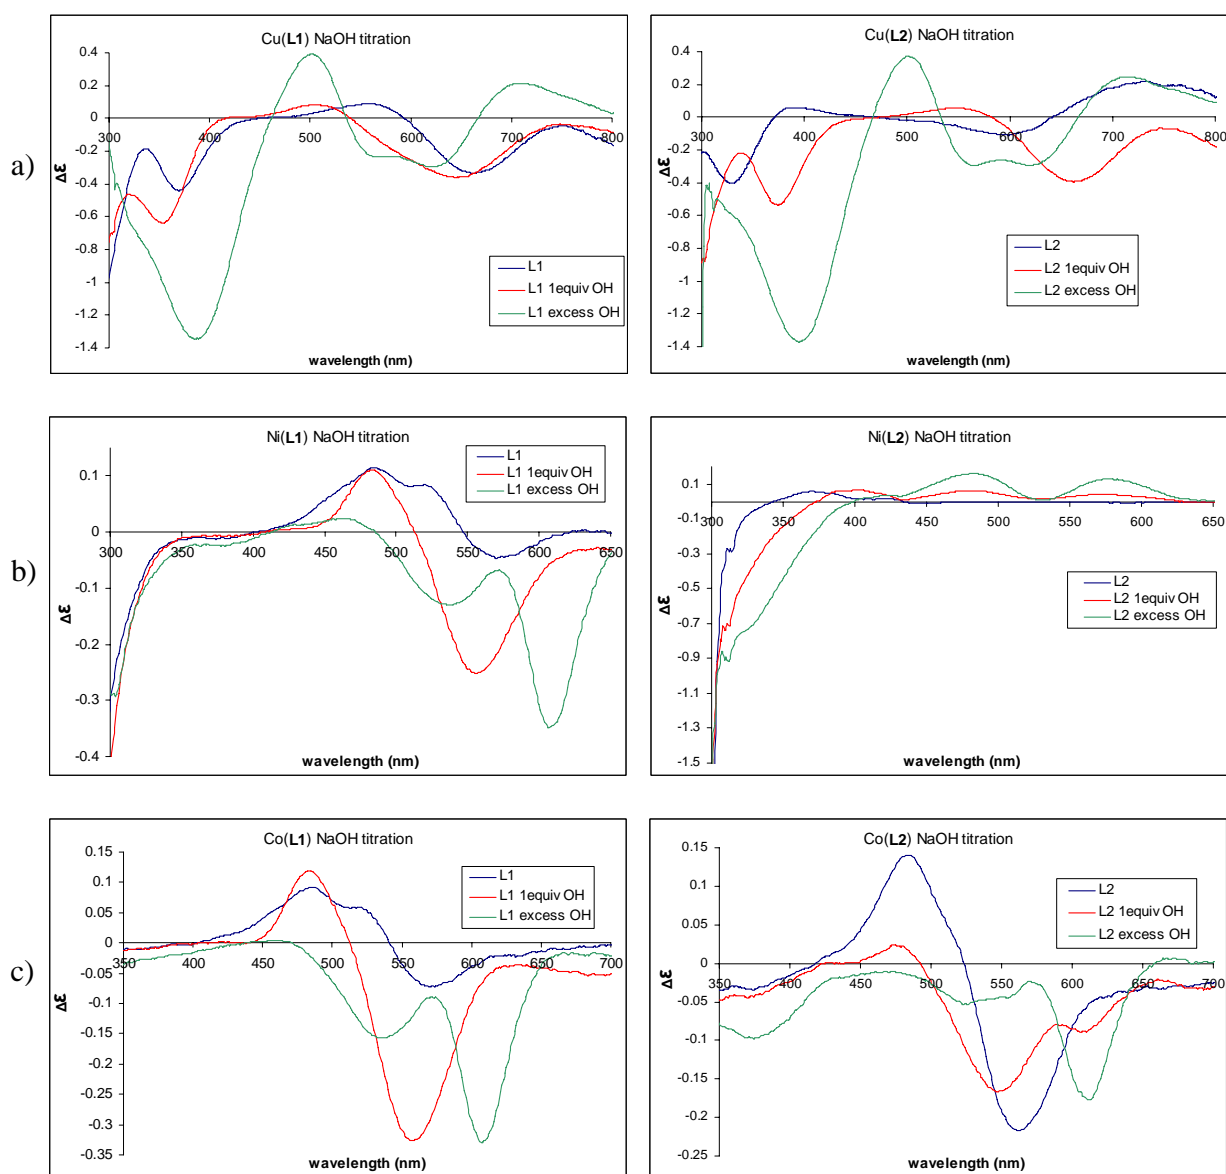 a)
Cu(L1) NaOH titration
0.4
0.2
0
-0.2
-0.4
-0.6
-0.8
-1
-1.2
-1.4
300 400 500 600 700 800
Δε
L1
L1 1equiv OH
L1 excess OH
wavelength (nm)
Cu(L2) NaOH titration
0.4
0.2
0
-0.2
-0.4
-0.6
-0.8
-1
-1.2
-1.4
300 400 500 600 700 800
Δε
L2
L2 1equiv OH
L2 excess OH
wavelength (nm)
b)
Ni(L1) NaOH titration
0.1
0
-0.1
-0.2
-0.3
-0.4
300 350 400 450 500 550 600 650
Δε
L1
L1 1equiv OH
L1 excess OH
wavelength (nm)
Ni(L2) NaOH titration
0.1
-0.1
-0.3
-0.5
-0.7
-0.9
-1.1
-1.3
-1.5
300 350 400 450 500 550 600 650
Δε
L2
L2 1equiv OH
L2 excess OH
wavelength (nm)
c)
Co(L1) NaOH titration
0.15
0.1
0.05
0
-0.05
-0.1
-0.15
-0.2
-0.25
-0.3
-0.35
350 400 450 500 550 600 650 700
Δε
L1
L1 1equiv OH
L1 excess OH
wavelength (nm)
Co(L2) NaOH titration
0.15
0.1
0.05
0
-0.05
-0.1
-0.15
-0.2
-0.25
350 400 450 500 550 600 650 700
Δε
L2
L2 1equiv OH
L2 excess OH
wavelength (nm)